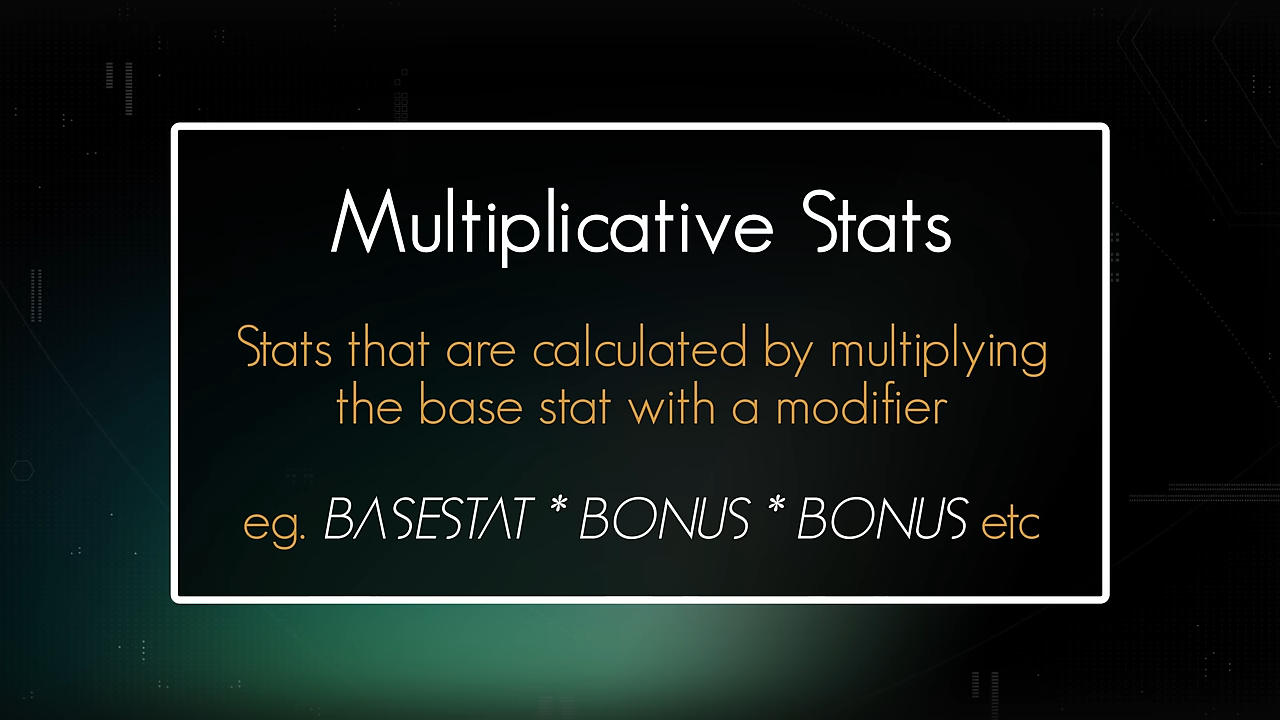 Multiplicative Stats
Stats that are calculated by multiplying
the base stat with a modifier
eg. BASESTAT * BONUS * BONUS etc